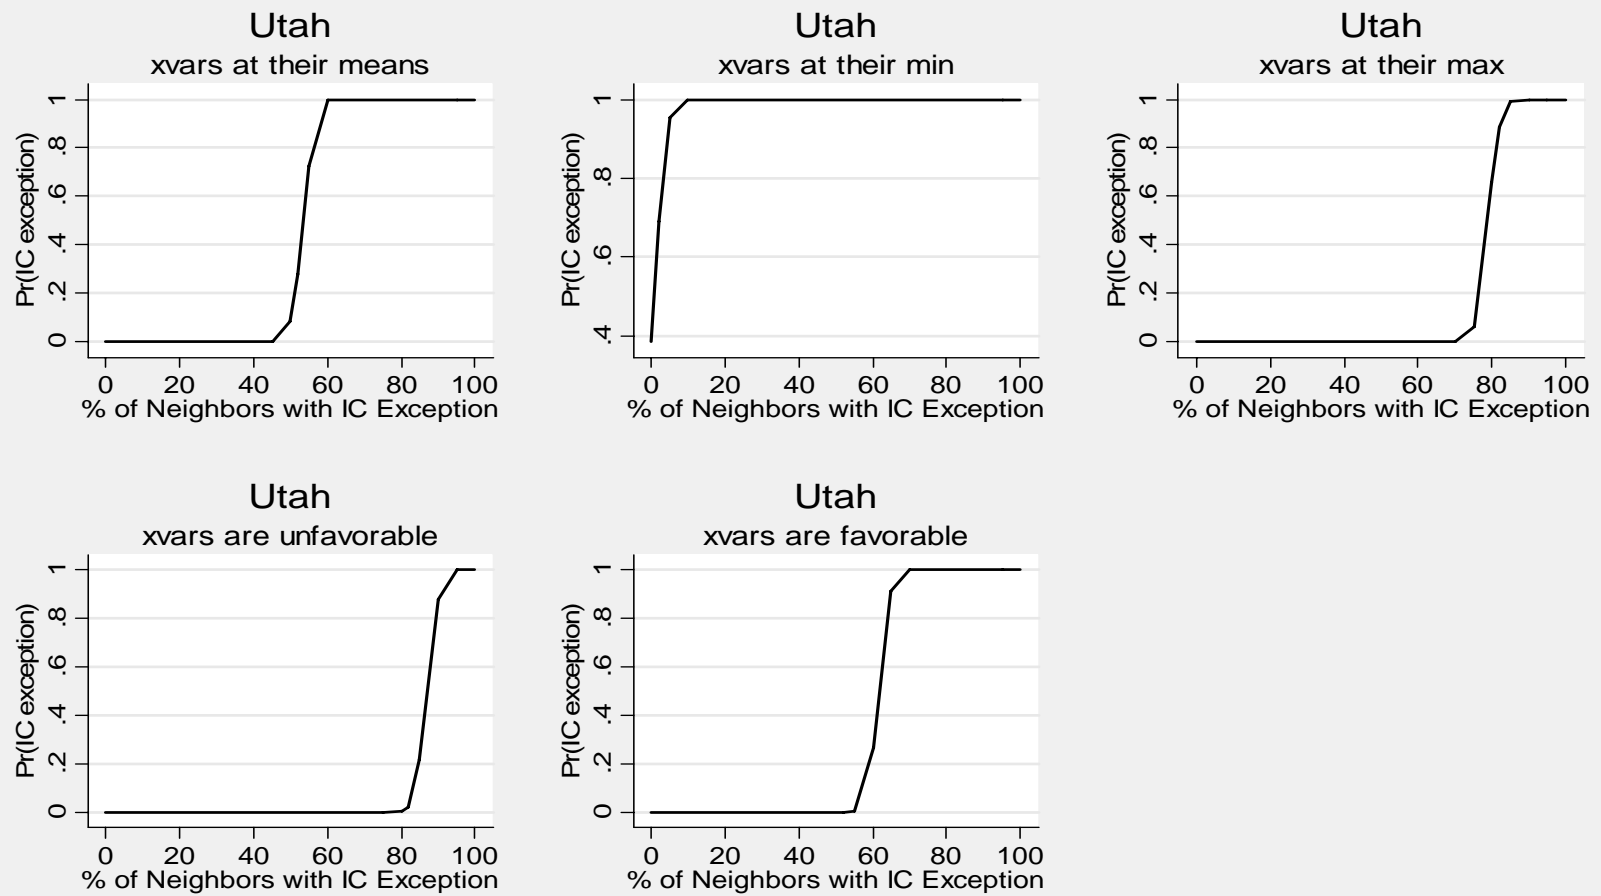 Utah
xvars at their means
Pr(IC exception)
1
.8
.6
.4
.2
0
0 20 40 60 80 100
% of Neighbors with IC Exception
Utah
xvars at their min
Pr(IC exception)
1
.8
.6
.4
0 20 40 60 80 100
% of Neighbors with IC Exception
Utah
xvars at their max
Pr(IC exception)
1
.8
.6
.4
.2
0
0 20 40 60 80 100
% of Neighbors with IC Exception
Utah
xvars are unfavorable
Pr(IC exception)
1
.8
.6
.4
.2
0
0 20 40 60 80 100
% of Neighbors with IC Exception
Utah
xvars are favorable
Pr(IC exception)
1
.8
.6
.4
.2
0
0 20 40 60 80 100
% of Neighbors with IC Exception